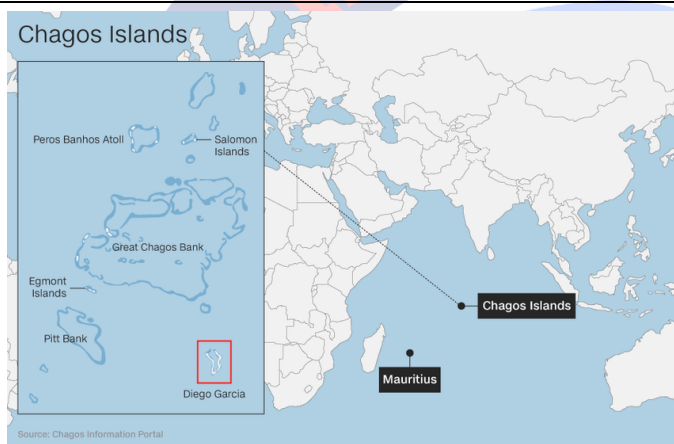 Chagos Islands
Peros Banhos Atoll
Salomon
Islands
Great Chagos Bank
Egmont
Islands
Pitt Bank
Diego Garcia
Chagos Islands
Mauritius
Source: Chagos Information Portal